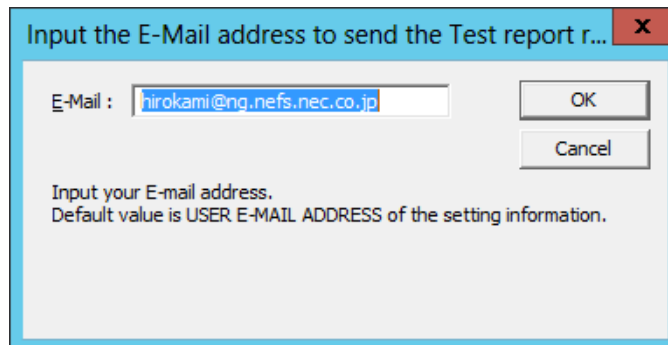 Input the E-Mail address to send the Test report r...
x
E-Mail : hirokami@ng.nefs.nec.co.jp
OK
Cancel
Input your E-mail address.
Default value is USER E-MAIL ADDRESS of the setting information.